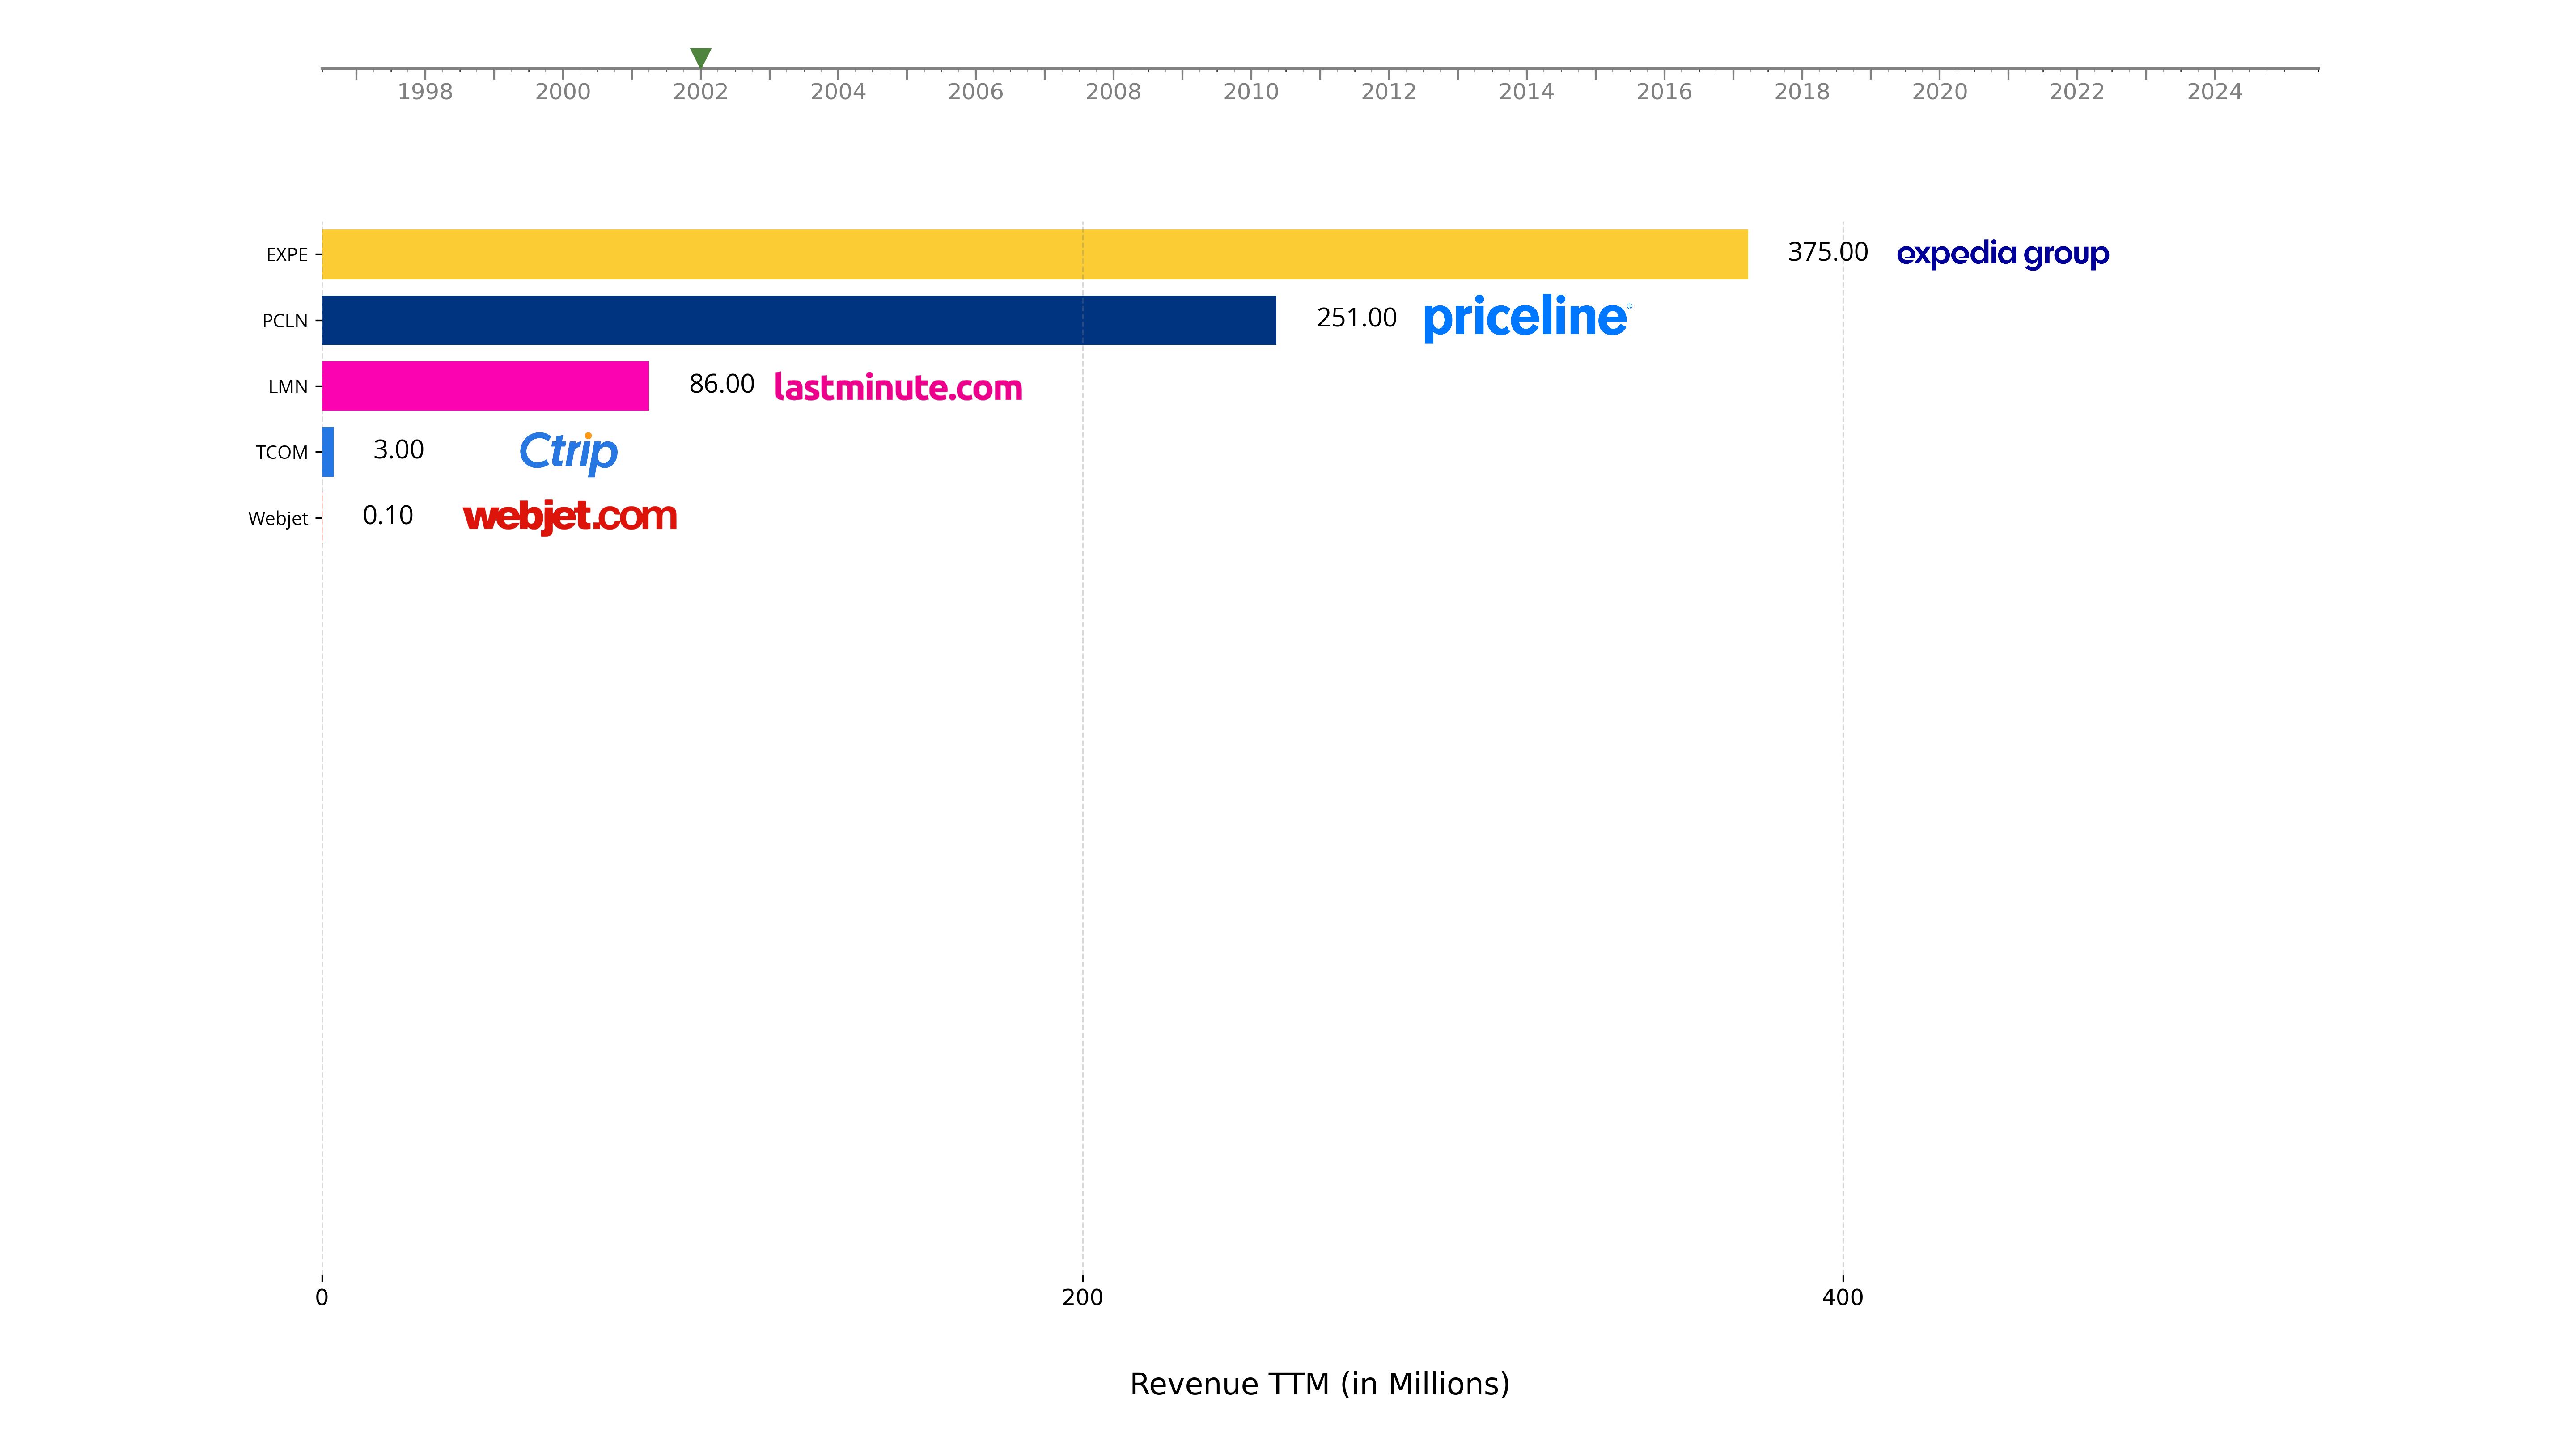 1998 2000 2002 2004 2006 2008 2010 2012 2014 2016 2018 2020 2022 2024
EXPE 375.00 expedia group
PCLN 251.00 priceline®
LMN 86.00 lastminute.com
TCOM 3.00 Ctrip
Webjet 0.10 webjet.com
0 200 400
Revenue TTM (in Millions)